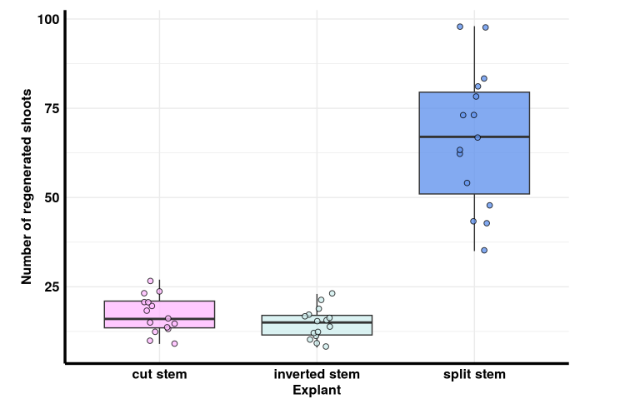 100
75
50
25
Number of regenerated shoots
cut stem inverted stem split stem
Explant